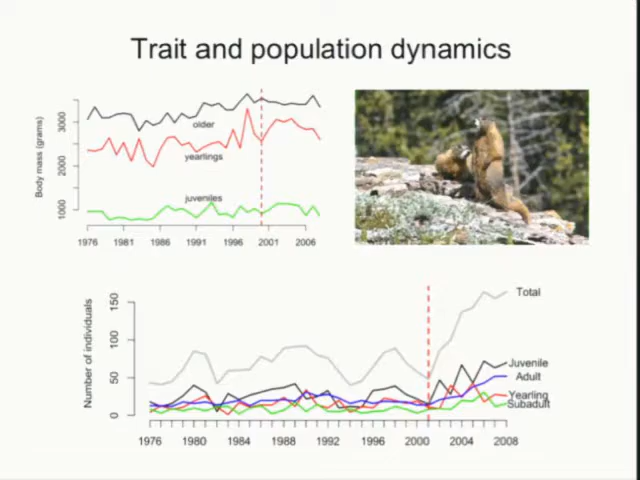 Trait and population dynamics
Body mass (grams)
3000
2000
1000
older
yearlings
juveniles
1976 1981 1986 1991 1996 2001 2006
Number of individuals
150
100
50
0
Total
Juvenile
Adult
Yearling
Subadult
1976 1980 1984 1988 1992 1996 2000 2004 2008